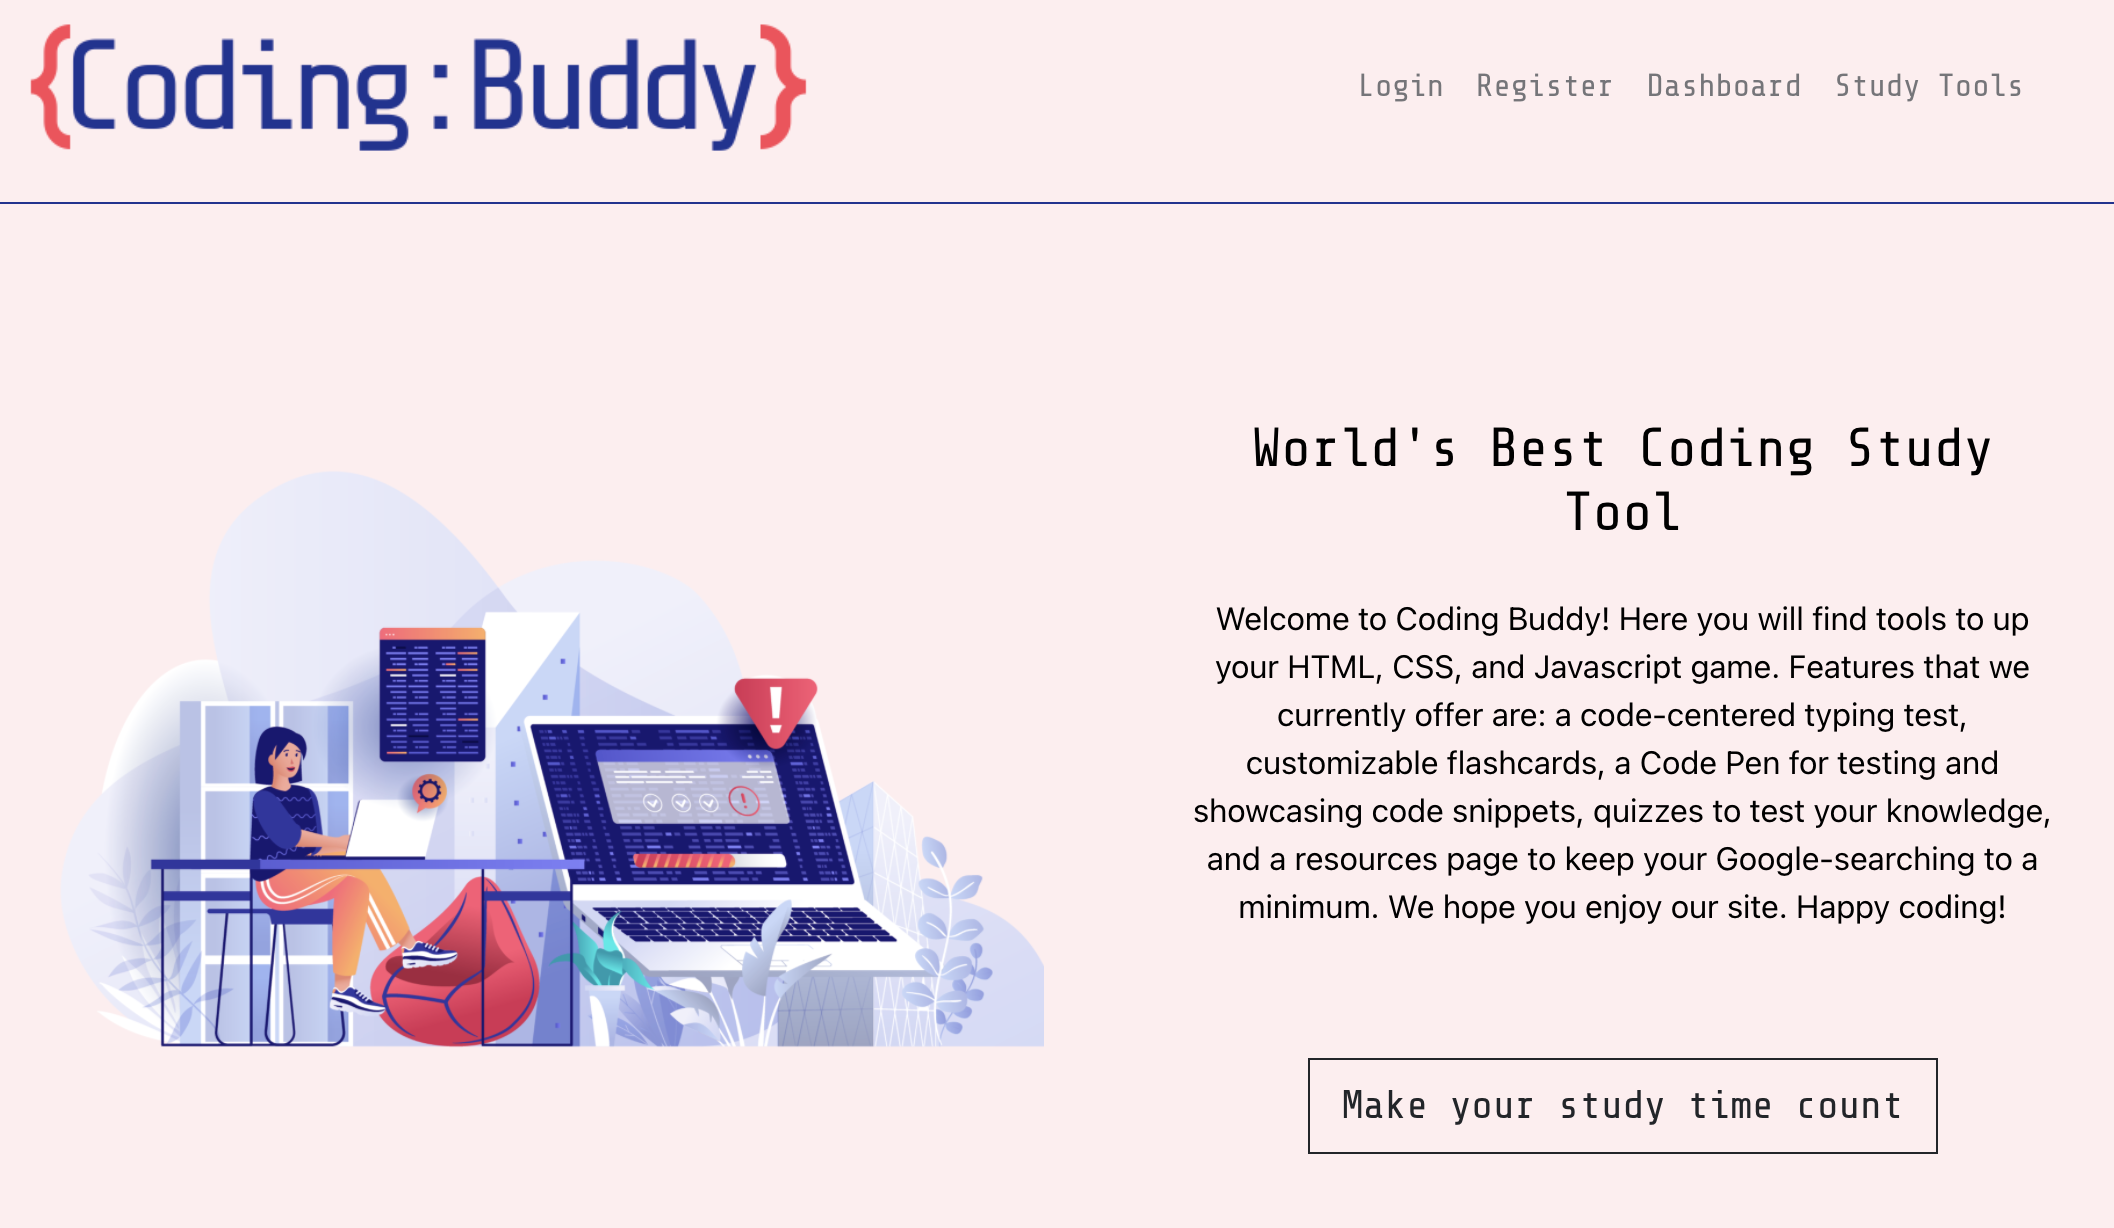 {Coding:Buddy}
Login Register Dashboard Study Tools
World's Best Coding Study
Tool
Welcome to Coding Buddy! Here you will find tools to up
your HTML, CSS, and Javascript game. Features that we
currently offer are: a code-centered typing test,
customizable flashcards, a Code Pen for testing and
showcasing code snippets, quizzes to test your knowledge,
and a resources page to keep your Google-searching to a
minimum. We hope you enjoy our site. Happy coding!
Make your study time count